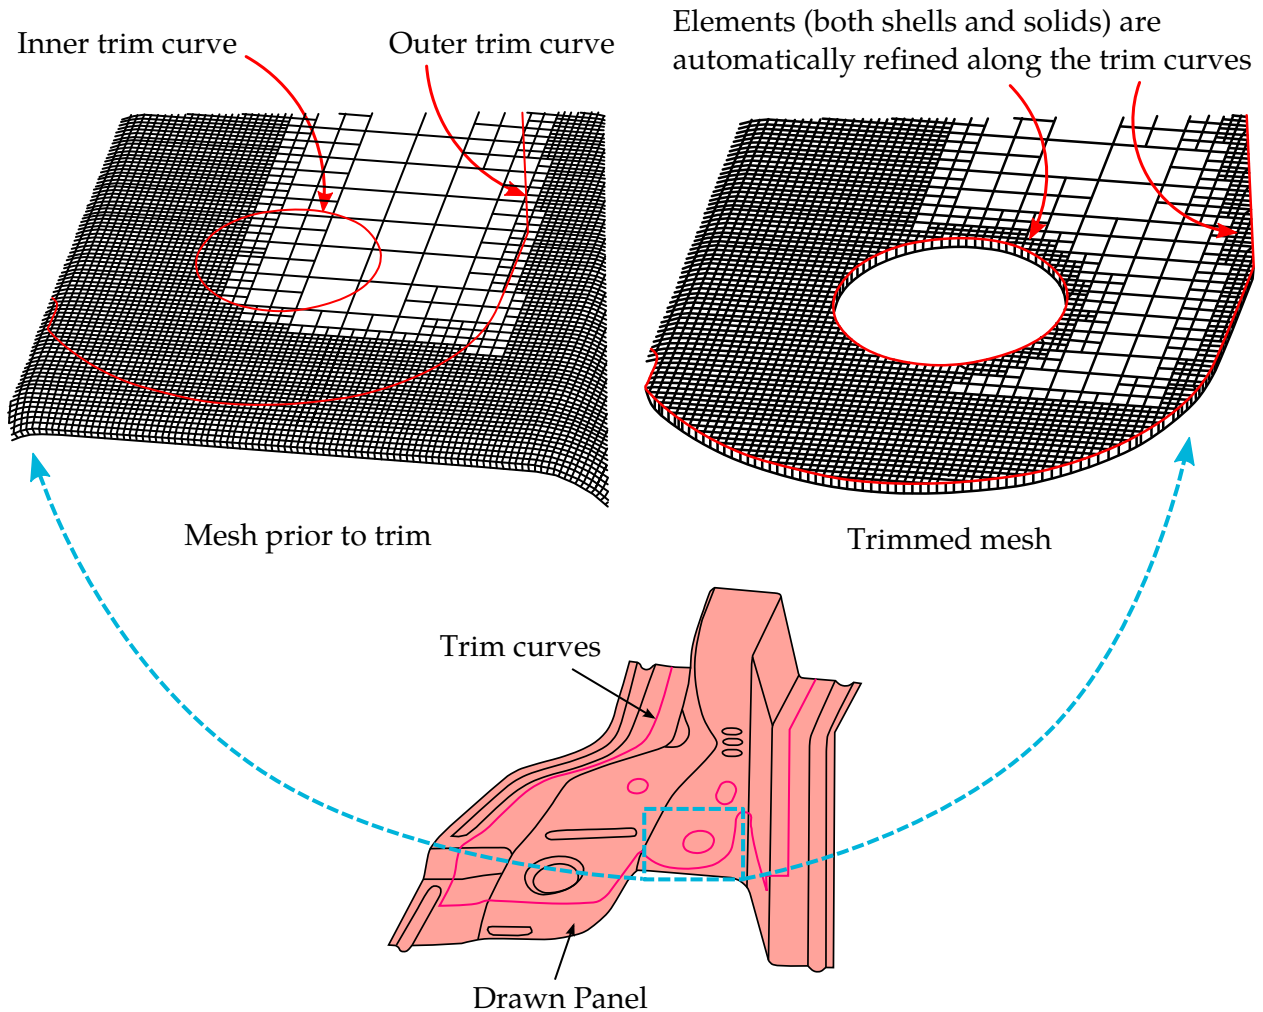 Inner trim curve
Outer trim curve
Elements (both shells and solids) are
automatically refined along the trim curves
Mesh prior to trim
Trimmed mesh
Trim curves
Drawn Panel